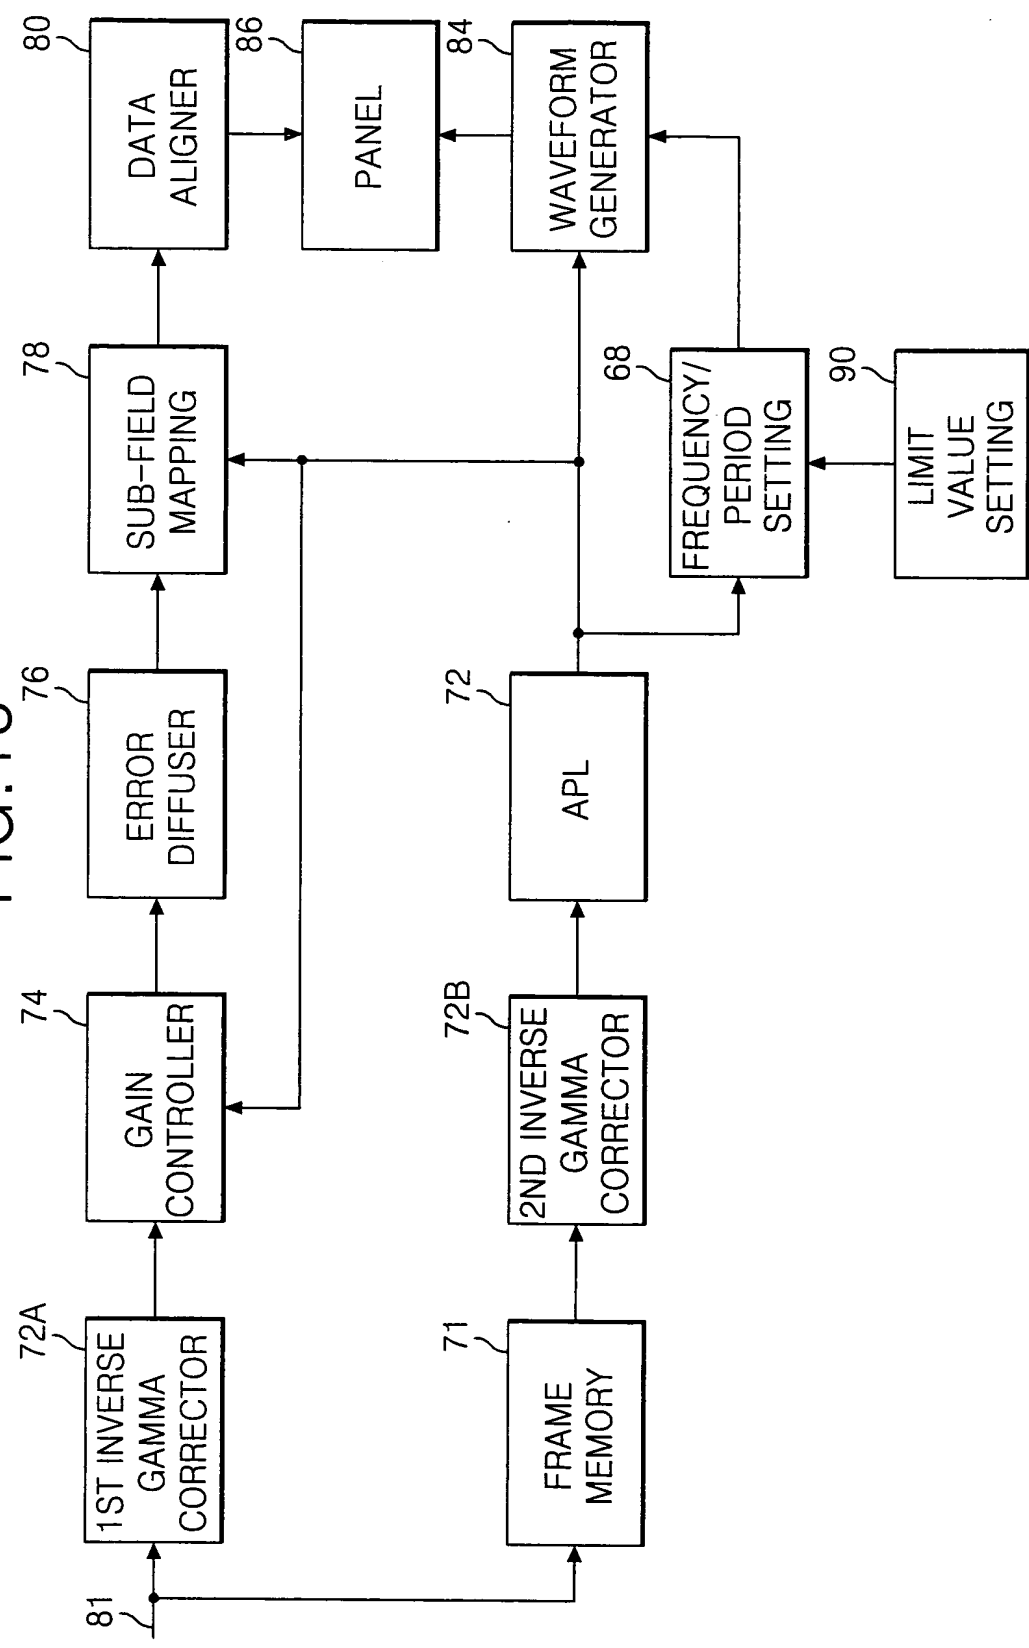 81
72A
1ST INVERSE
GAMMA
CORRECTOR
74
GAIN
CONTROLLER
76
ERROR
DIFFUSER
78
SUB-FIELD
MAPPING
80
DATA
ALIGNER
86
PANEL
71
FRAME
MEMORY
72B
2ND INVERSE
GAMMA
CORRECTOR
72
APL
84
WAVEFORM
GENERATOR
68
FREQUENCY/
PERIOD
SETTING
90
LIMIT
VALUE
SETTING